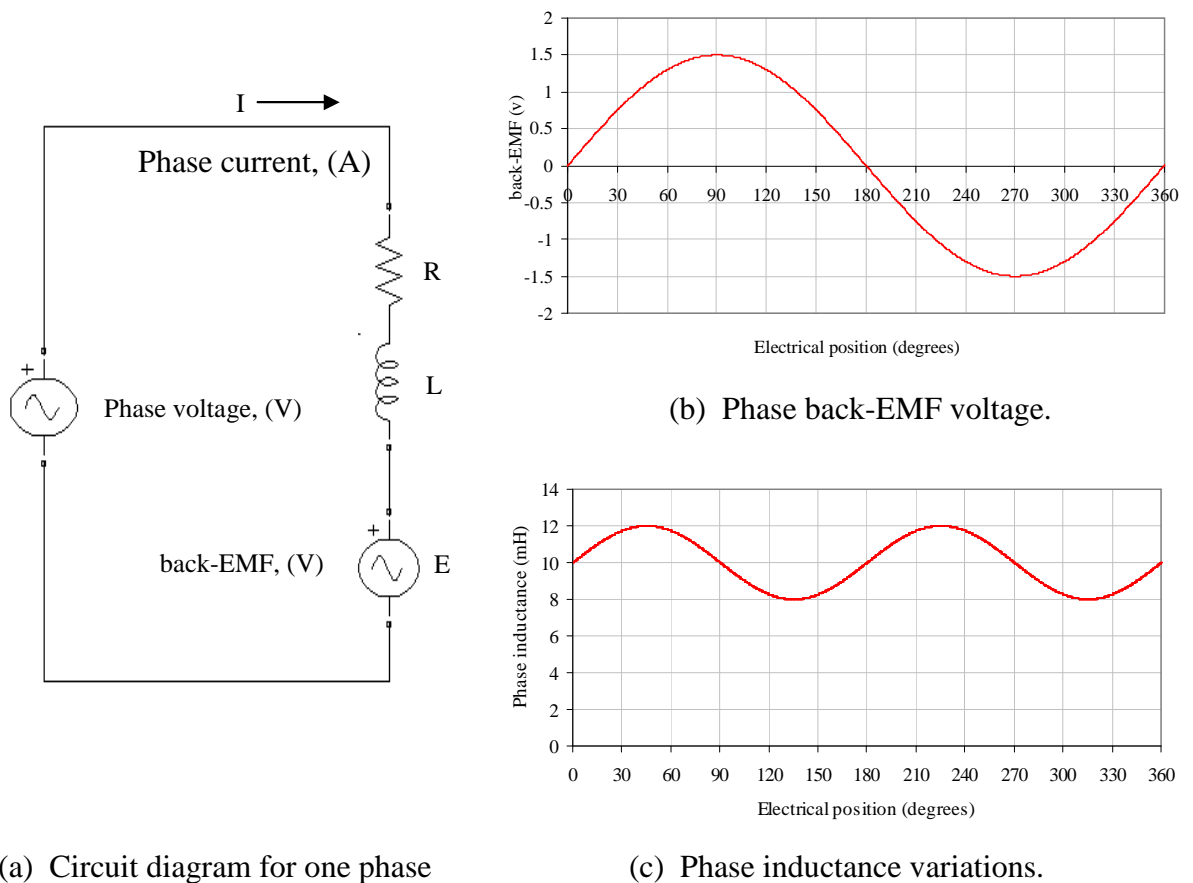 I
Phase current, (A)
R
L
+
Phase voltage, (V)
+
back-EMF, (V)
E
(a) Circuit diagram for one phase
2
1.5
1
0.5
0
-0.5
-1
-1.5
-2
back-EMF (v)
0 30 60 90 120 150 180 210 240 270 300 330 360
Electrical position (degrees)
(b) Phase back-EMF voltage.
14
12
10
8
6
4
2
0
Phase inductance (mH)
0 30 60 90 120 150 180 210 240 270 300 330 360
Electrical position (degrees)
(c) Phase inductance variations.